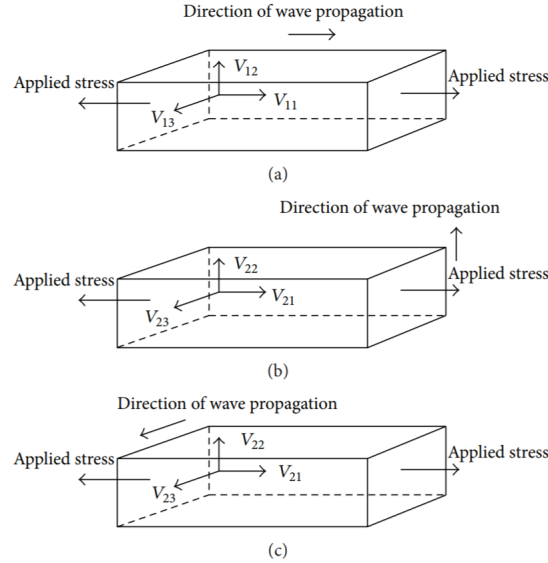 Direction of wave propagation
Applied stress
V12
Applied stress
V11
V13
(a)
Direction of wave propagation
Applied stress
V22
Applied stress
V21
V23
(b)
Direction of wave propagation
Applied stress
V22
Applied stress
V21
V23
(c)